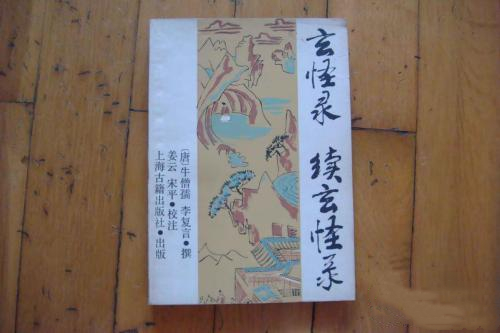 玄怪录
续玄怪录
〔唐〕牛僧孺 李复言•撰
姜云 宋平•校注
上海古籍出版社•出版